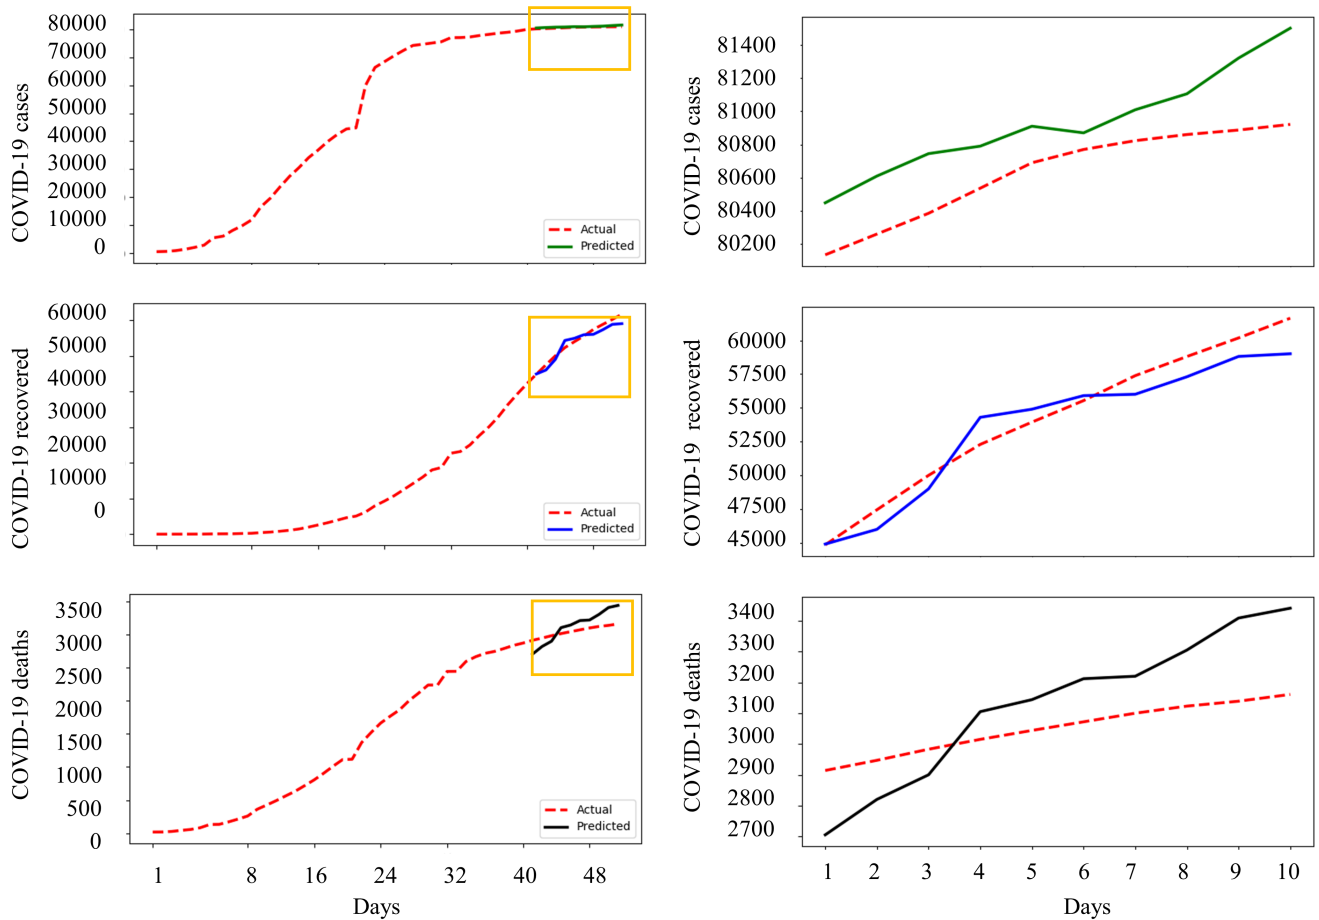 COVID-19 cases
80000
70000
60000
50000
40000
30000
20000
10000
0
Actual
Predicted
COVID-19 cases
81400
81200
81000
80800
80600
80400
80200
COVID-19 recovered
60000
50000
40000
30000
20000
10000
0
Actual
Predicted
COVID-19 recovered
60000
57500
55000
52500
50000
47500
45000
COVID-19 deaths
3500
3000
2500
2000
1500
1000
500
0
Actual
Predicted
1 8 16 24 32 40 48
Days
COVID-19 deaths
3400
3300
3200
3100
3000
2900
2800
2700
1 2 3 4 5 6 7 8 9 10
Days